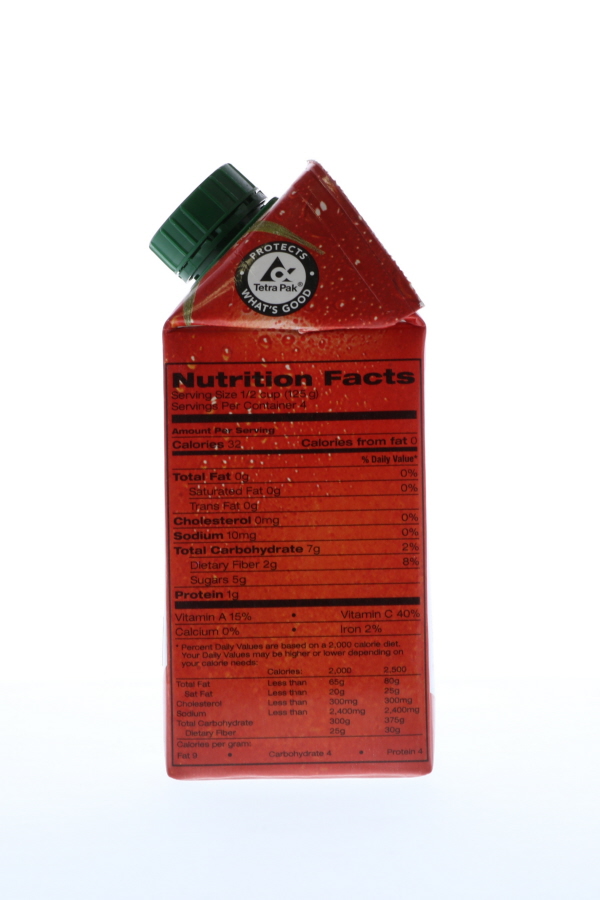 PROTECTS
Tetra Pak®
WHAT'S GOOD
Nutrition Facts
Serving Size 1/2 cup (125 g)
Servings Per Container 4
Amount Per Serving
Calories 32 Calories from fat 0
% Daily Value*
Total Fat 0g 0%
Saturated Fat 0g 0%
Trans Fat 0g
Cholesterol 0mg 0%
Sodium 10mg 0%
Total Carbohydrate 7g 2%
Dietary Fiber 2g 8%
Sugars 5g
Protein 1g
Vitamin A 15% • Vitamin C 40%
Calcium 0% • Iron 2%
* Percent Daily Values are based on a 2,000 calorie diet.
Your Daily Values may be higher or lower depending on
your calorie needs:
Calories: 2,000 2,500
Total Fat Less than 65g 80g
Sat Fat Less than 20g 25g
Cholesterol Less than 300mg 300mg
Sodium Less than 2,400mg 2,400mg
Total Carbohydrate 300g 375g
Dietary Fiber 25g 30g
Calories per gram:
Fat 9 • Carbohydrate 4 • Protein 4